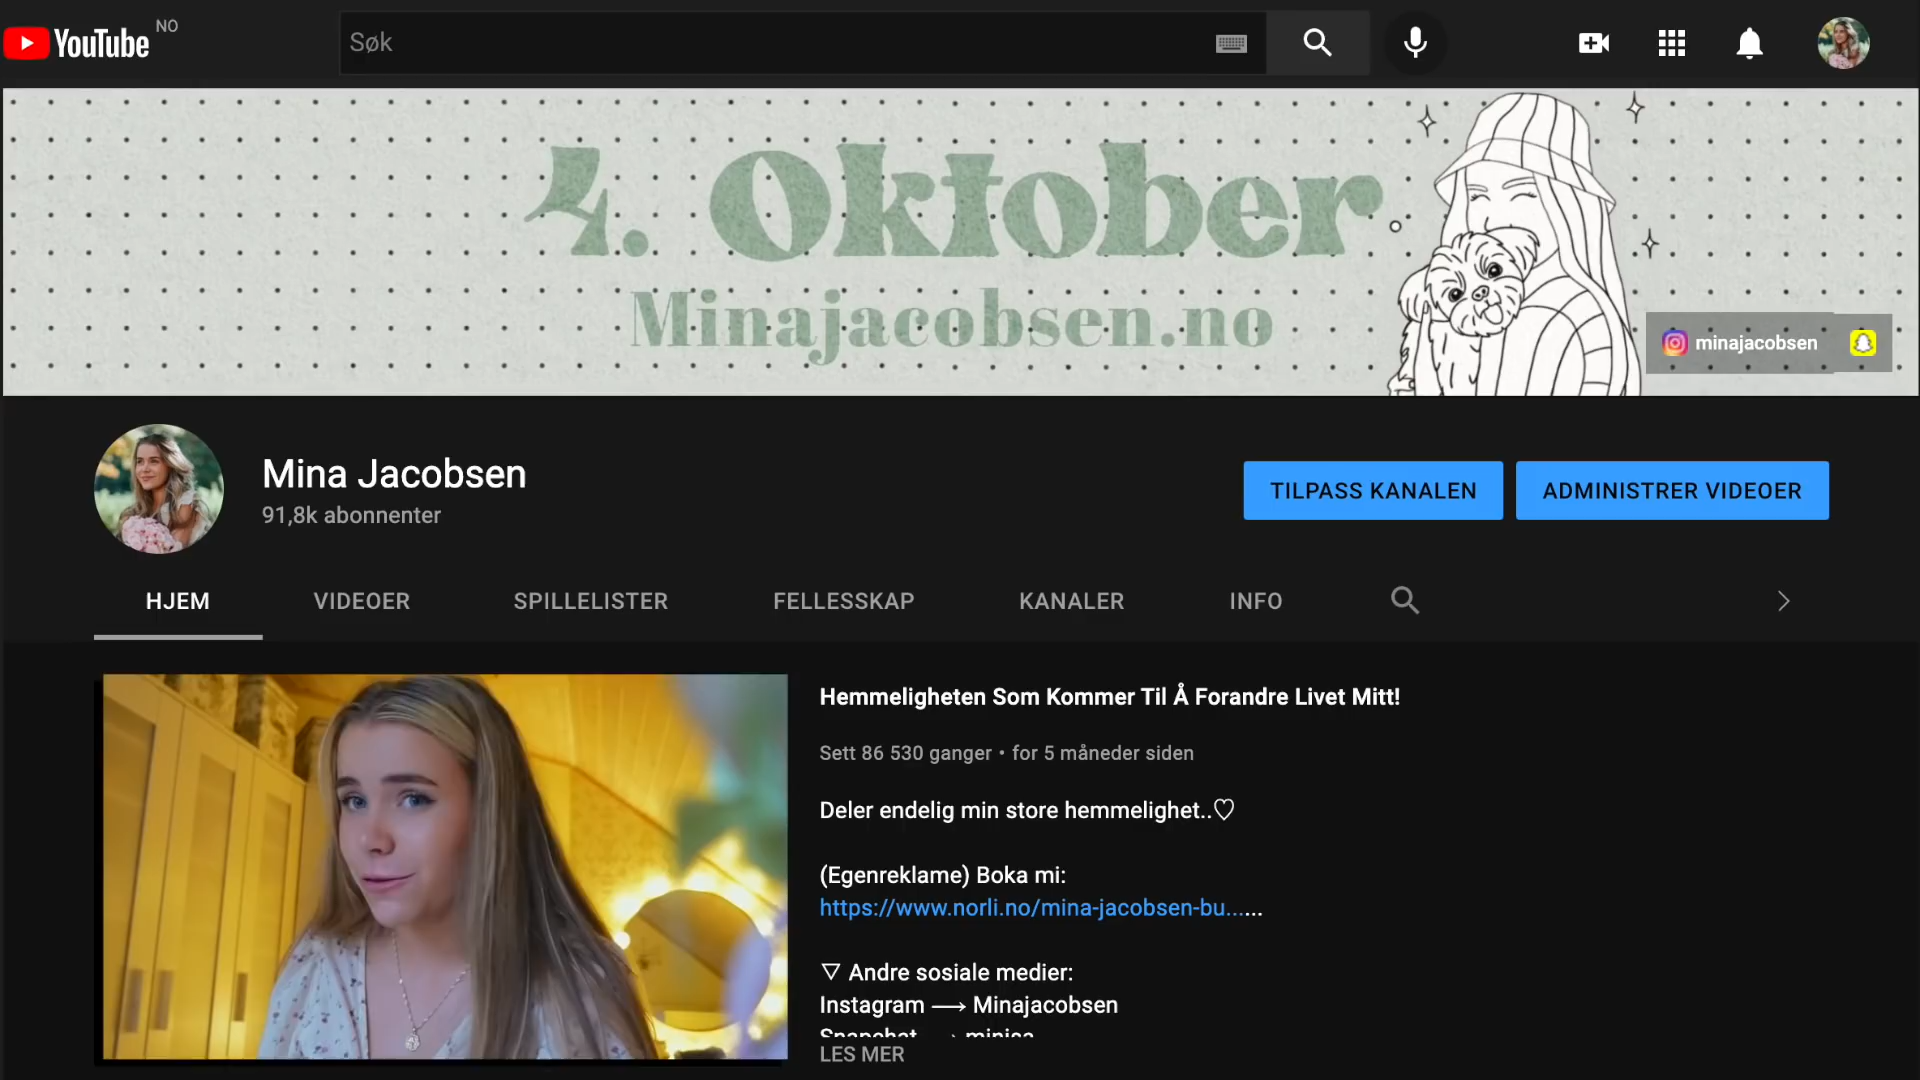 YouTube NO
Søk
4. Oktober
Minajacobsen.no
minajacobsen
Mina Jacobsen
91,8k abonnenter
TILPASS KANALEN
ADMINISTRER VIDEOER
HJEM VIDEOER SPILLELISTER FELLESSKAP KANALER INFO
Hemmeligheten Som Kommer Til Å Forandre Livet Mitt!
Sett 86 530 ganger • for 5 måneder siden
Deler endelig min store hemmelighet..♡
(Egenreklame) Boka mi:
https://www.norli.no/mina-jacobsen-bu......
▽ Andre sosiale medier:
Instagram ⟶ Minajacobsen
Snapchat ⟶
LES MER